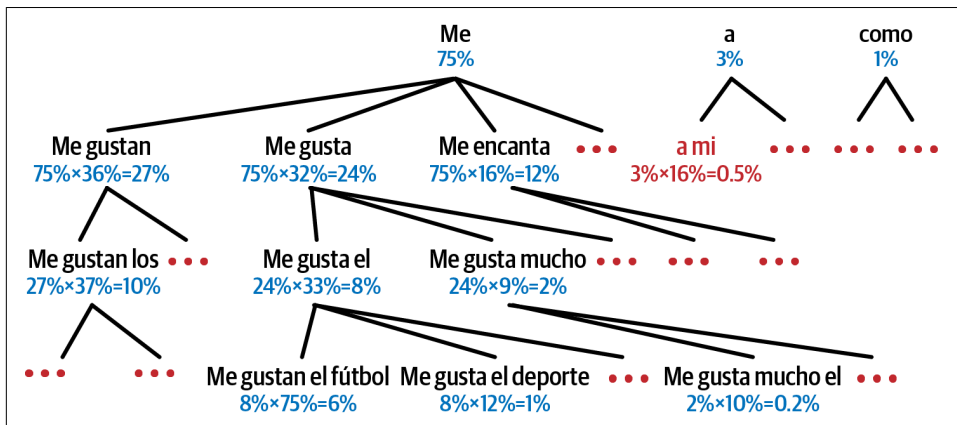 Me a como
75% 3% 1%
Me gustan Me gusta Me encanta ... a mi ... ... ...
75%×36%=27% 75%×32%=24% 75%×16%=12% 3%×16%=0.5%
Me gustan los ... Me gusta el Me gusta mucho ... ... ...
27%×37%=10% 24%×33%=8% 24%×9%=2%
... ... Me gustan el fútbol Me gusta el deporte ... Me gusta mucho el ...
8%×75%=6% 8%×12%=1% 2%×10%=0.2%